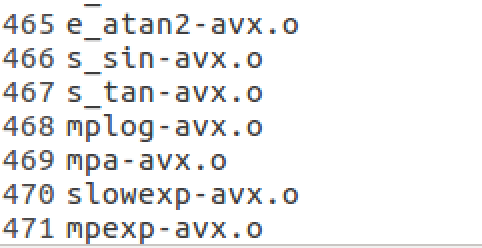 465 e_atan2-avx.o
466 s_sin-avx.o
467 s_tan-avx.o
468 mplog-avx.o
469 mpa-avx.o
470 slowexp-avx.o
471 mpexp-avx.o